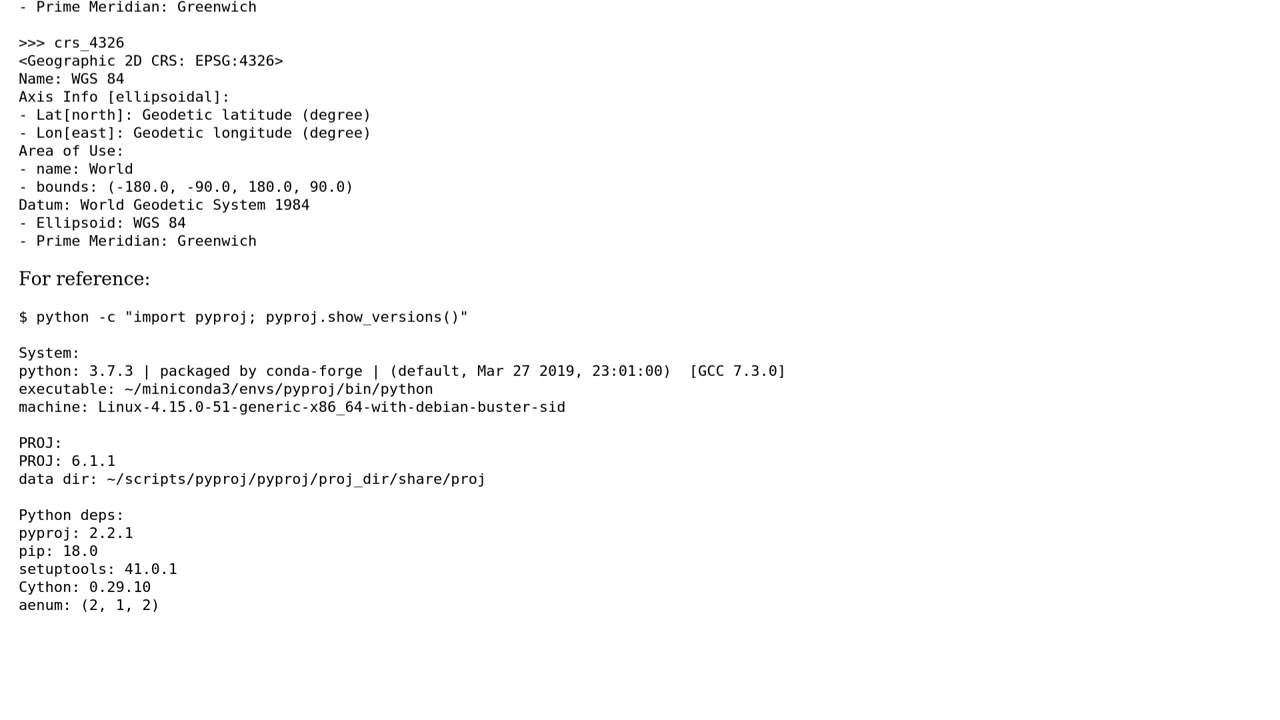 - Prime Meridian: Greenwich
>>> crs_4326
<Geographic 2D CRS: EPSG:4326>
Name: WGS 84
Axis Info [ellipsoidal]:
- Lat[north]: Geodetic latitude (degree)
- Lon[east]: Geodetic longitude (degree)
Area of Use:
- name: World
- bounds: (-180.0, -90.0, 180.0, 90.0)
Datum: World Geodetic System 1984
- Ellipsoid: WGS 84
- Prime Meridian: Greenwich
For reference:
$ python -c "import pyproj; pyproj.show_versions()"
System:
python: 3.7.3 | packaged by conda-forge | (default, Mar 27 2019, 23:01:00)  [GCC 7.3.0]
executable: ~/miniconda3/envs/pyproj/bin/python
machine: Linux-4.15.0-51-generic-x86_64-with-debian-buster-sid
PROJ:
PROJ: 6.1.1
data dir: ~/scripts/pyproj/pyproj/proj_dir/share/proj
Python deps:
pyproj: 2.2.1
pip: 18.0
setuptools: 41.0.1
Cython: 0.29.10
aenum: (2, 1, 2)